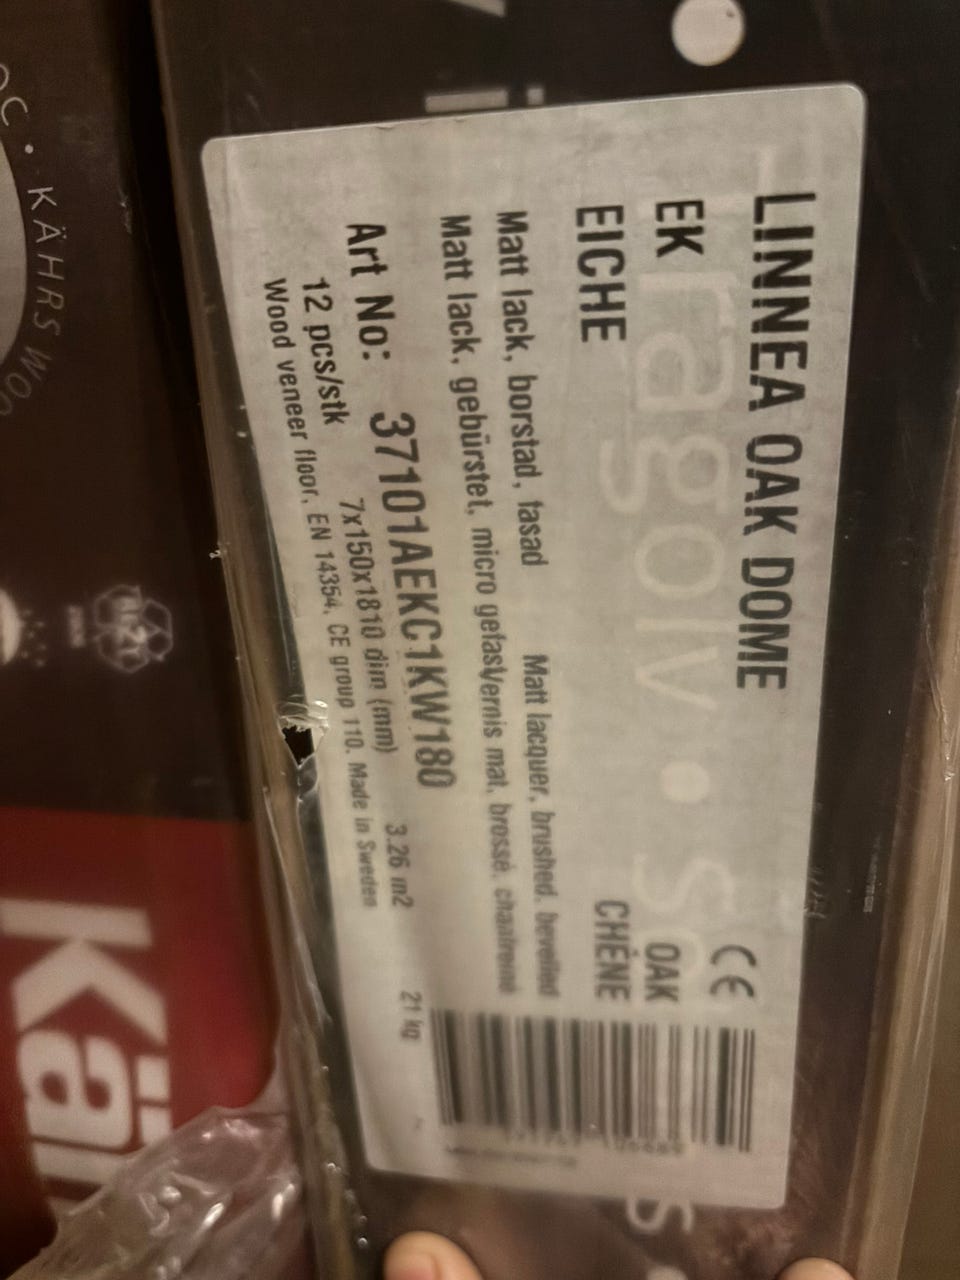 LINNEA OAK DOME
CE
EK
OAK
EICHE
CHÊNE
Matt lack, borstad, fasad
Matt lacquer, brushed,
Matt lack, gebürstet, micro gefast
Vernis mat, brossé,
Art No: 37101AEKC1KW180
12 pcs/stk 7x150x1810 dim (mm) 3.26 m2 21 kg
Wood veneer floor, EN 14354, CE group 110. Made in Sweden
KÄHRS
Käh